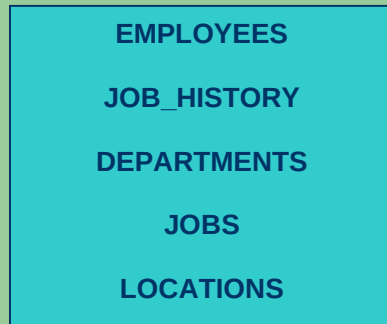 EMPLOYEES
JOB_HISTORY
DEPARTMENTS
JOBS
LOCATIONS